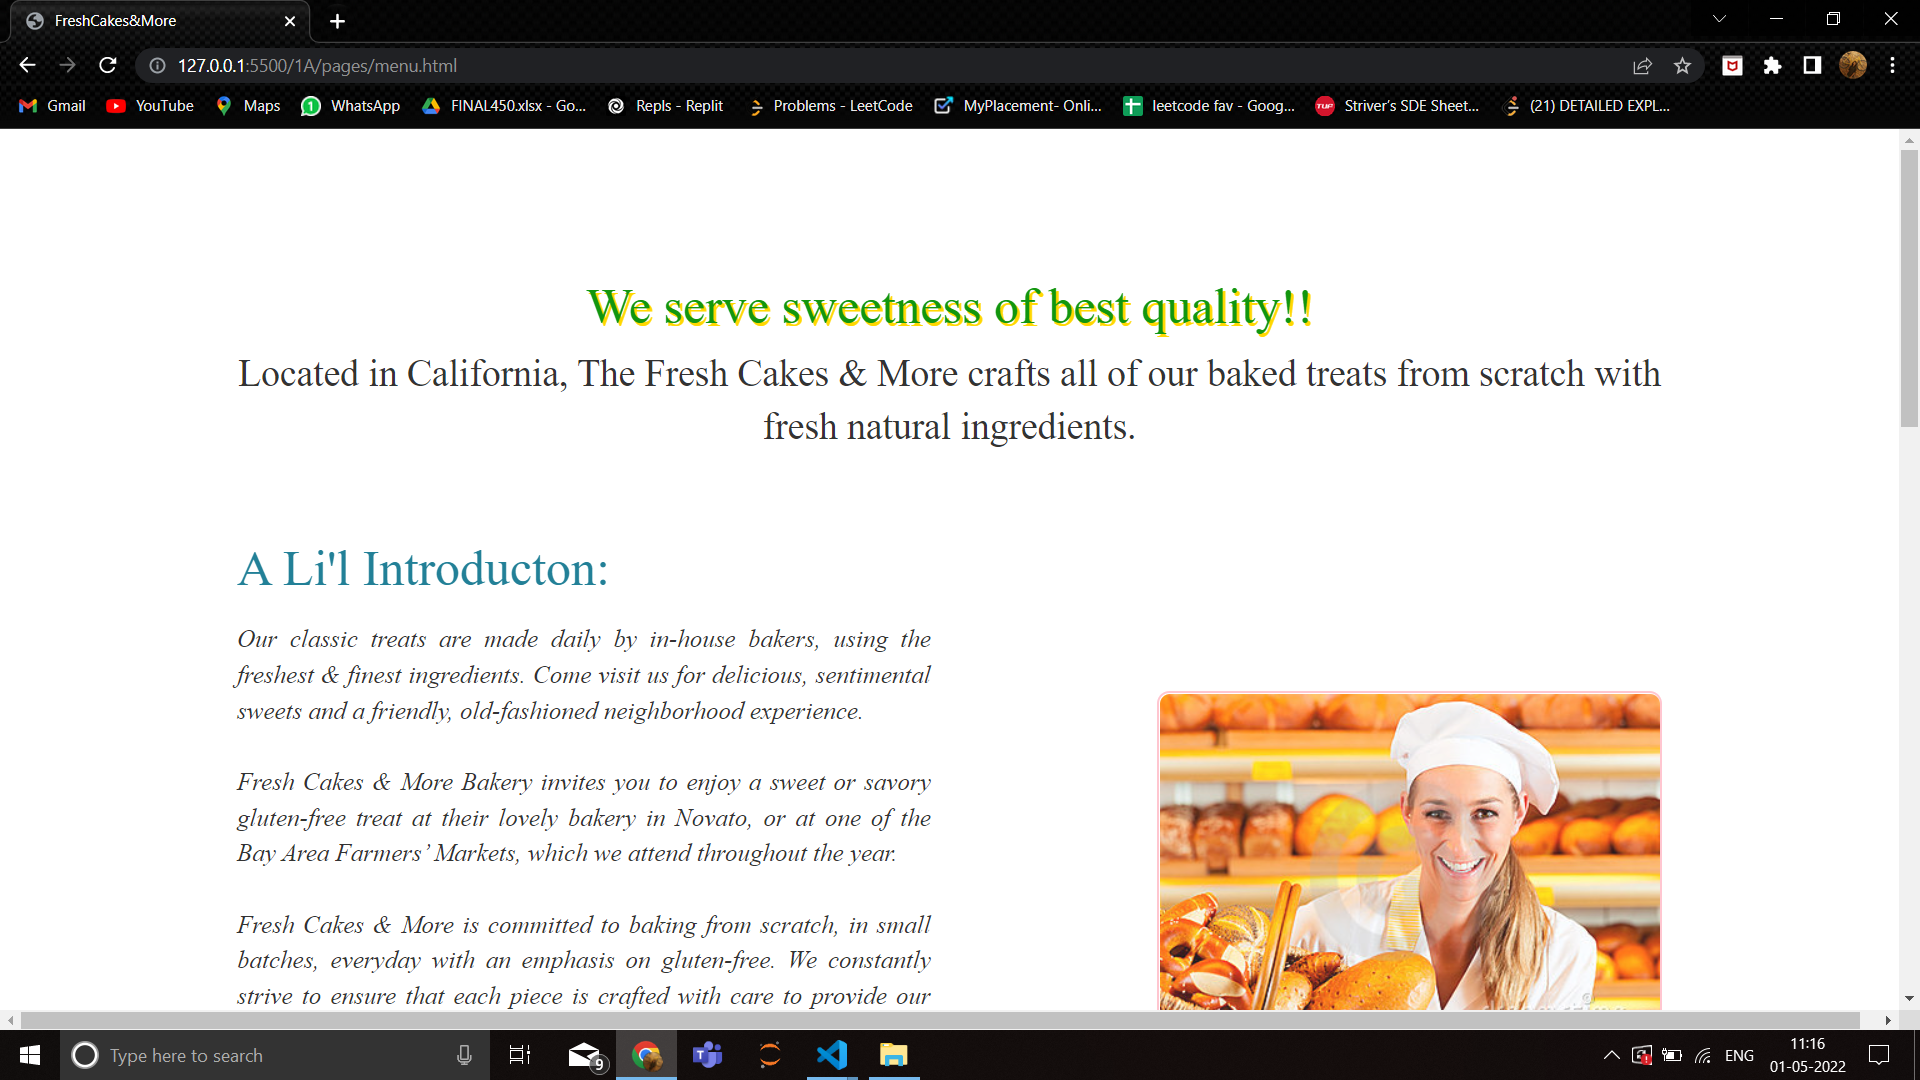 FreshCakes&More
127.0.0.1:5500/1A/pages/menu.html
Gmail YouTube Maps WhatsApp FINAL450.xlsx - Go... Repls - Replit Problems - LeetCode MyPlacement- Onli... leetcode fav - Goog... Striver's SDE Sheet... (21) DETAILED EXPL...
We serve sweetness of best quality!!
Located in California, The Fresh Cakes & More crafts all of our baked treats from scratch with
fresh natural ingredients.
A Li'l Introducton:
Our classic treats are made daily by in-house bakers, using the
freshest & finest ingredients. Come visit us for delicious, sentimental
sweets and a friendly, old-fashioned neighborhood experience.
Fresh Cakes & More Bakery invites you to enjoy a sweet or savory
gluten-free treat at their lovely bakery in Novato, or at one of the
Bay Area Farmers’ Markets, which we attend throughout the year.
Fresh Cakes & More is committed to baking from scratch, in small
batches, everyday with an emphasis on gluten-free. We constantly
strive to ensure that each piece is crafted with care to provide our
Type here to search
9
ENG
11:16
01-05-2022